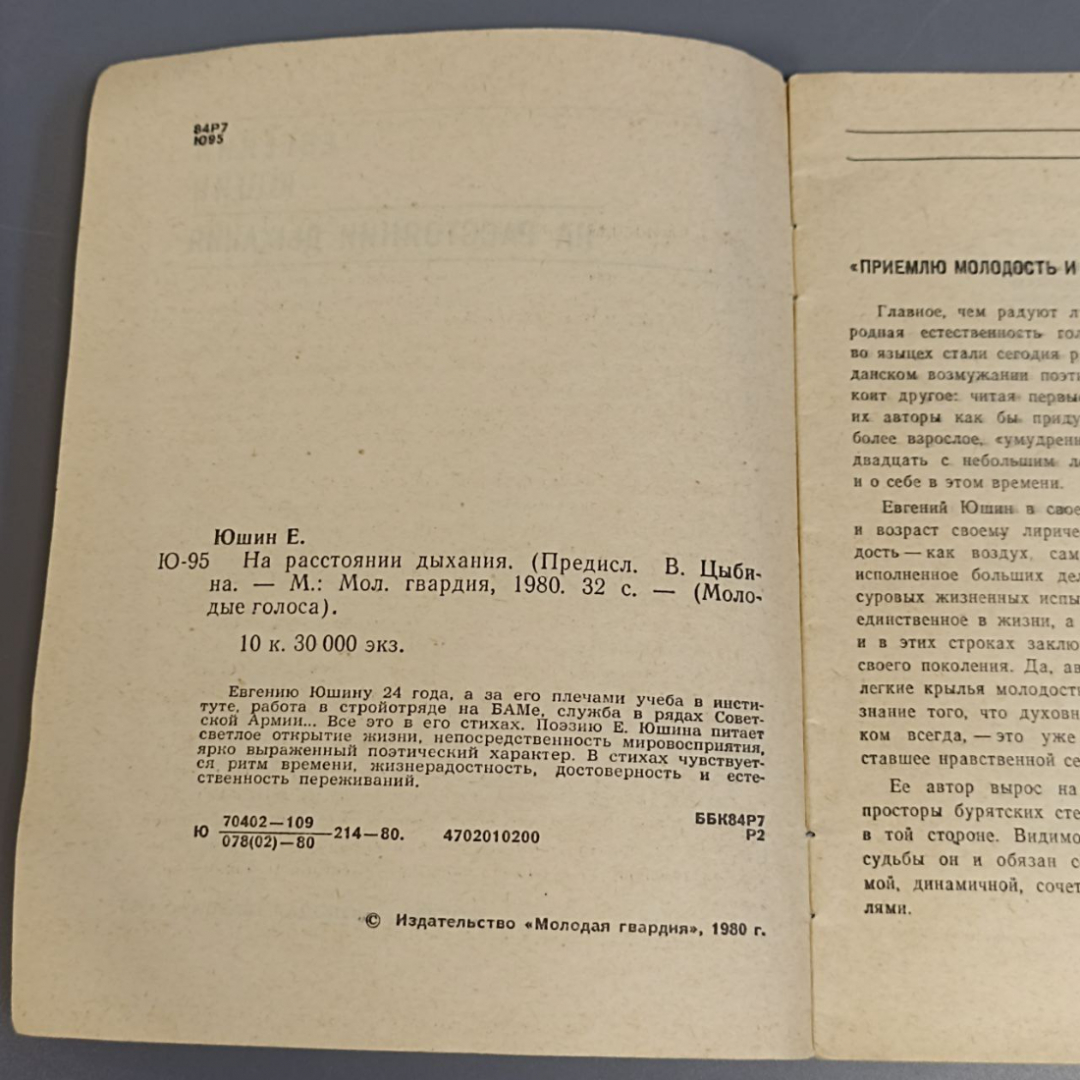 84Р7
Ю95
Юшин Е.
Ю-95 На расстоянии дыхания. (Предисл. В. Цыби-
на. — М.: Мол. гвардия, 1980. 32 с. — (Моло-
дые голоса).
10 к. 30 000 экз.
Евгению Юшину 24 года, а за его плечами учеба в инсти-
туте, работа в стройотряде на БАМе, служба в рядах Совет-
ской Армии... Все это в его стихах. Поэзию Е. Юшина питает
светлое открытие жизни, непосредственность мировосприятия,
ярко выраженный поэтический характер. В стихах чувствует-
ся ритм времени, жизнерадостность, достоверность и есте-
ственность переживаний.
Ю 70402—109
078(02)—80 —214—80. 4702010200
ББК84Р7
Р2
© Издательство «Молодая гвардия», 1980 г.
«ПРИЕМЛЮ МОЛОДОСТЬ И
Главное, чем радуют
родная естественность
во языцех стали сегодня
данском возмужании
коит другое: читая
их авторы как бы
более взрослое,
двадцать с небольшим
и о себе в этом времени.
Евгений Юшин в
и возраст своему
дость — как воздух,
исполненное больших
суровых жизненных
единственное в жизни, а
и в этих строках
своего поколения. Да,
легкие крылья
знание того, что
ком всегда, — это уже
ставшее нравственной
Ее автор вырос на
просторы бурятских
в той стороне.
судьбы он и обязан
мой, динамичной,
лями.